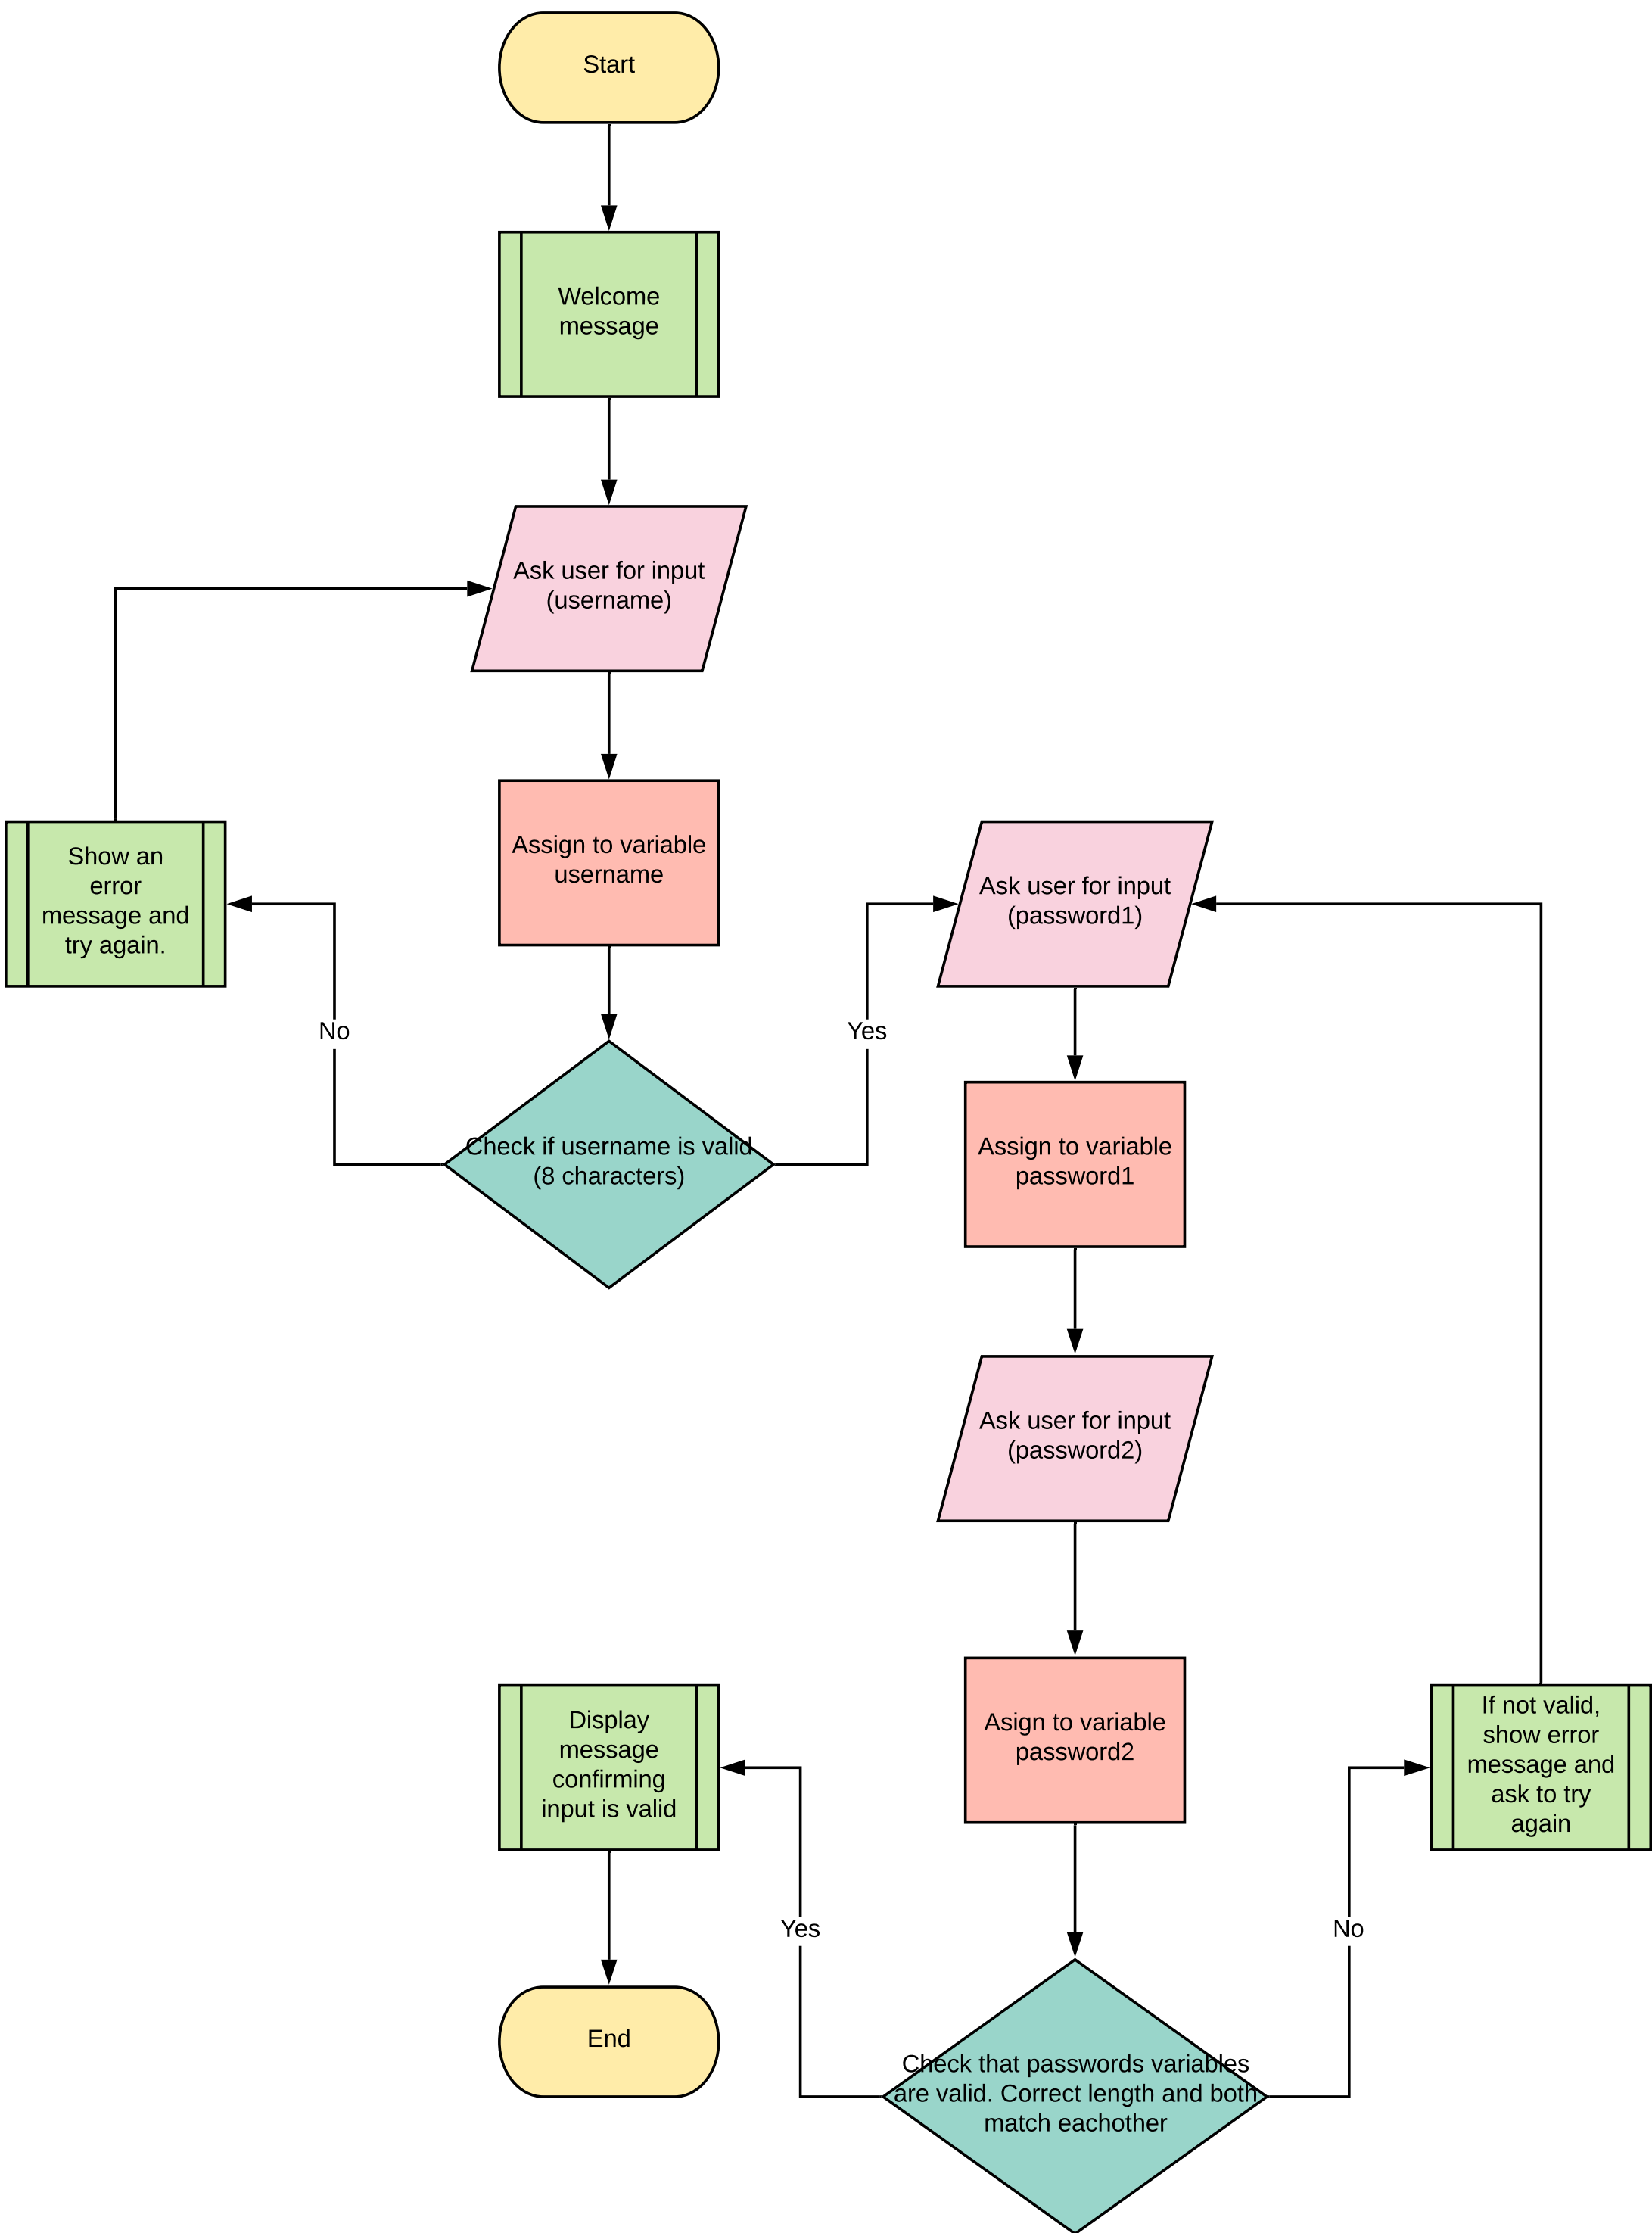 Start
Welcome
message
Ask user for input
(username)
Assign to variable
username
Show an
error
message and
try again.
No
Yes
Check if username is valid
(8 characters)
Ask user for input
(password1)
Assign to variable
password1
Ask user for input
(password2)
Asign to variable
password2
Display
message
confirming
input is valid
If not valid,
show error
message and
ask to try
again
Yes
No
End
Check that passwords variables
are valid. Correct length and both
match eachother